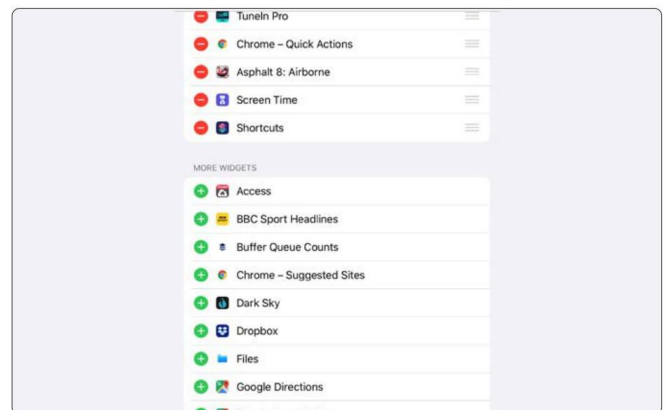 TuneIn Pro
Chrome – Quick Actions
Asphalt 8: Airborne
Screen Time
Shortcuts
MORE WIDGETS
Access
BBC Sport Headlines
Buffer Queue Counts
Chrome – Suggested Sites
Dark Sky
Dropbox
Files
Google Directions